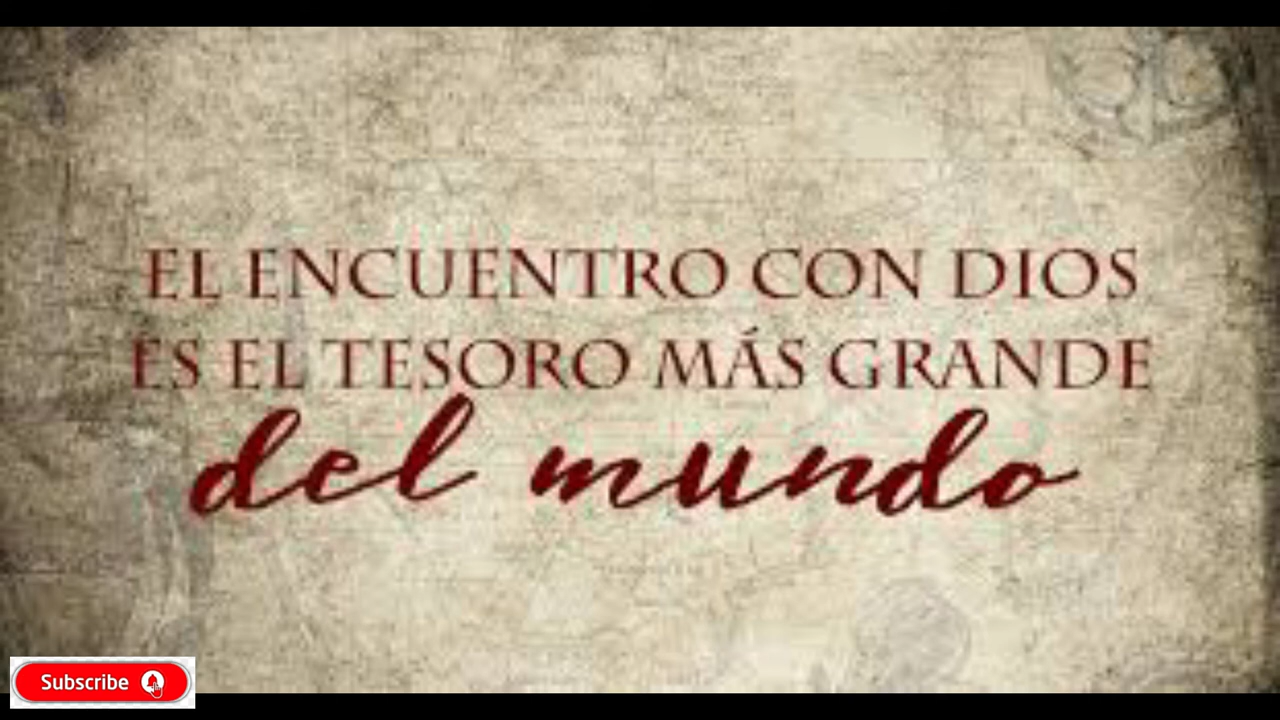 EL ENCUENTRO CON DIOS
ES EL TESORO MÁS GRANDE
del mundo
Subscribe